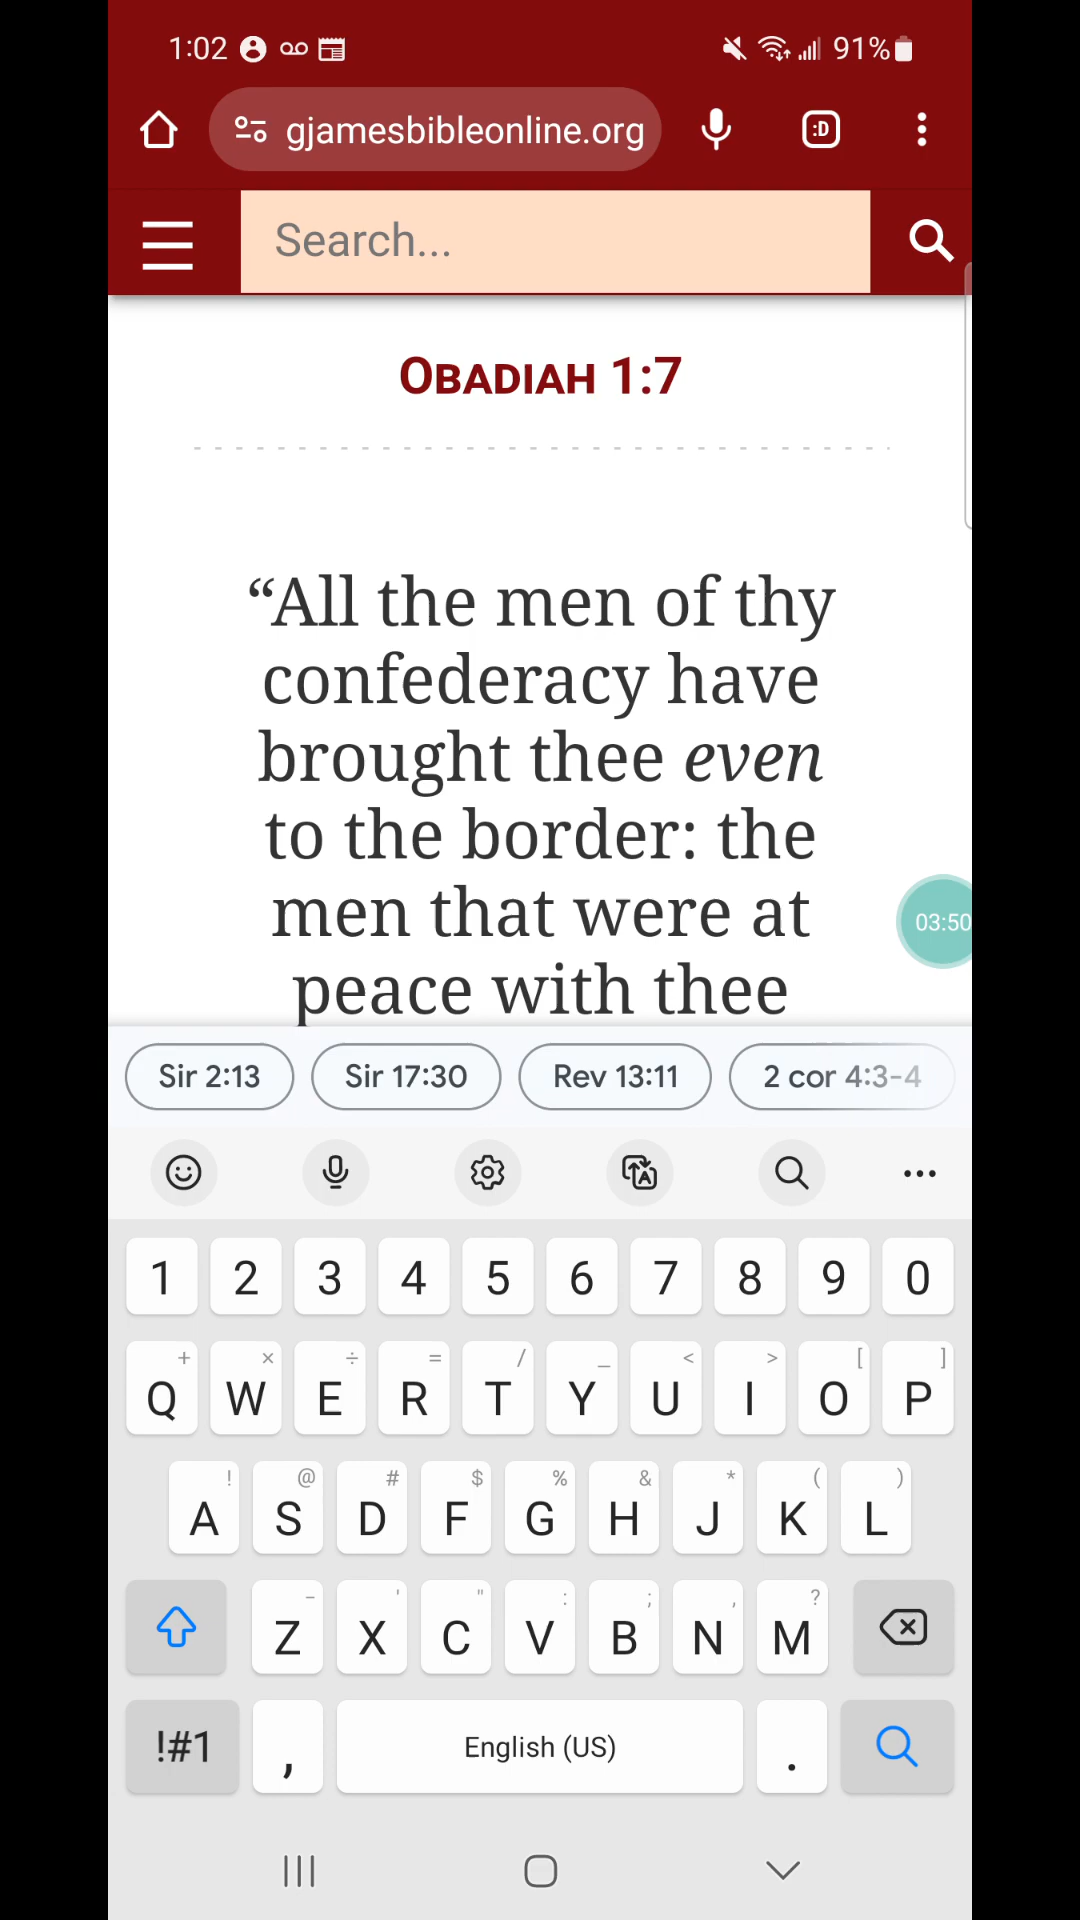 1:02 91%
gjamesbibleonline.org :D
Search...
OBADIAH 1:7
“All the men of thy
confederacy have
brought thee even
to the border: the
men that were at
peace with thee
03:50
Sir 2:13 Sir 17:30 Rev 13:11 2 cor 4:3-4
1 2 3 4 5 6 7 8 9 0
+ × ÷ = / _ < > [ ]
Q W E R T Y U I O P
! @ # $ % & * ( )
A S D F G H J K L
- ' " : ; , ?
Z X C V B N M
!#1 , English (US) .